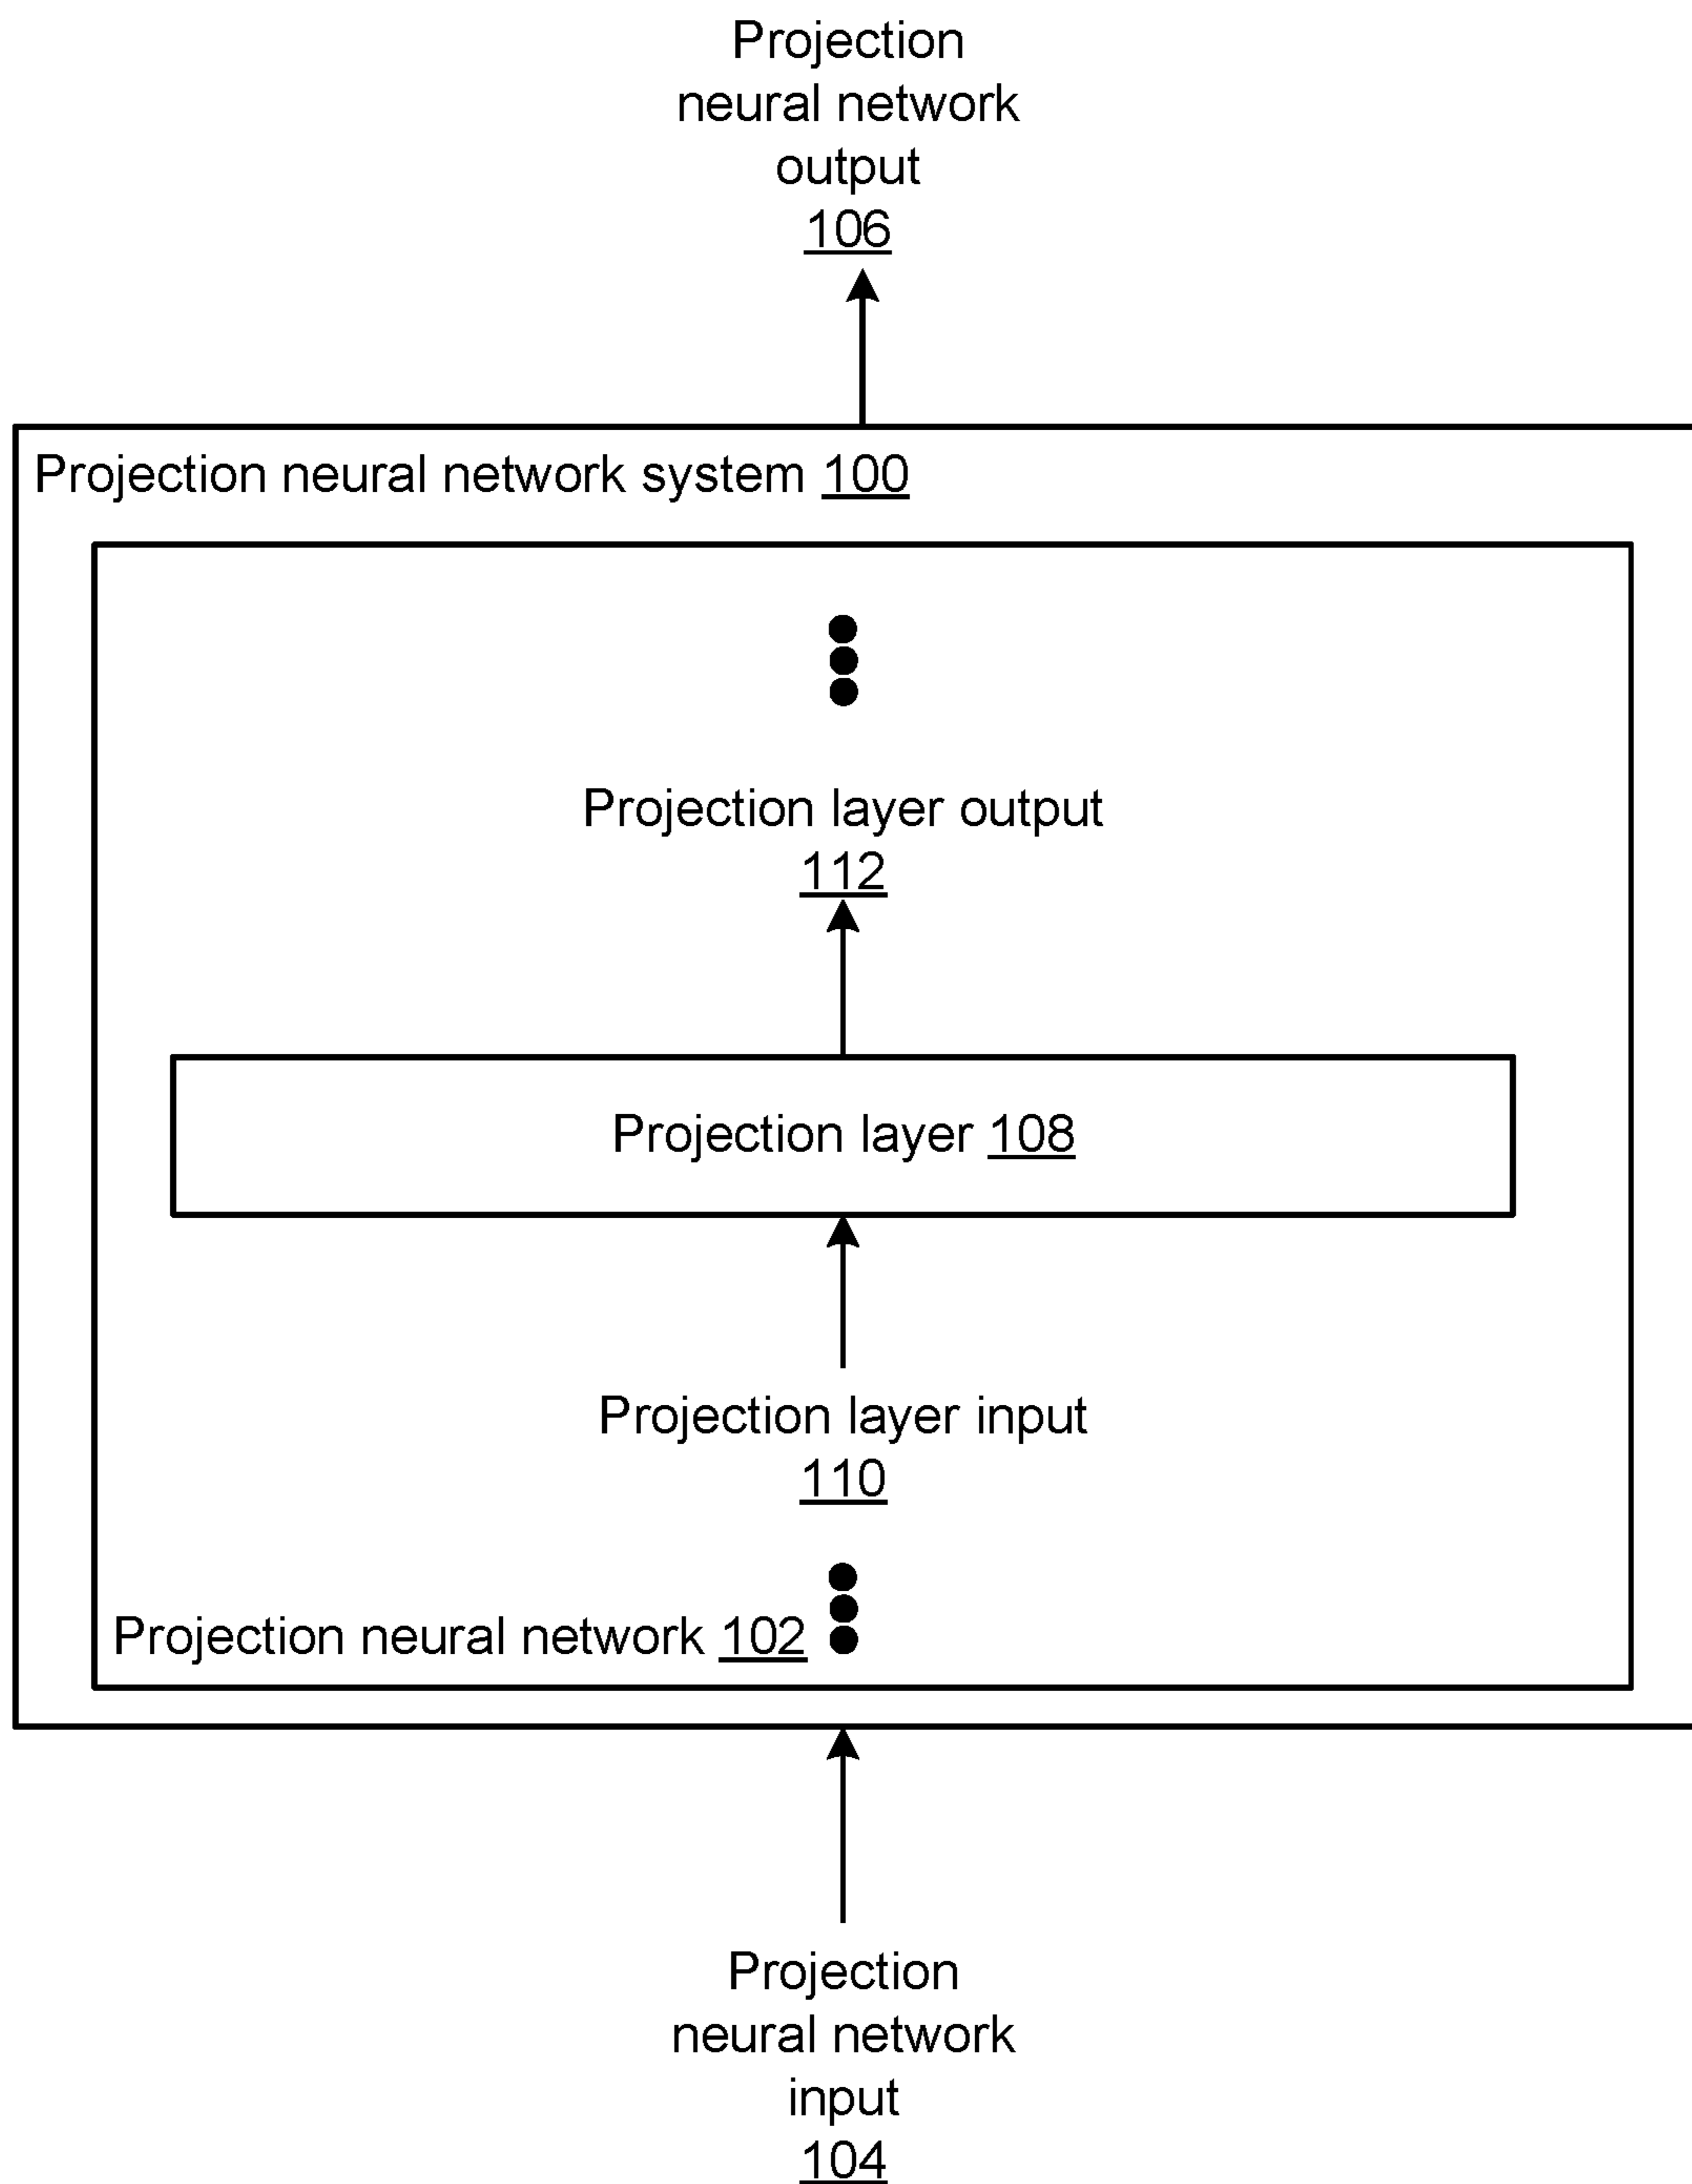 Projection
neural network
output
106
Projection neural network system 100
Projection layer output
112
Projection layer 108
Projection layer input
110
Projection neural network 102
Projection
neural network
input
104